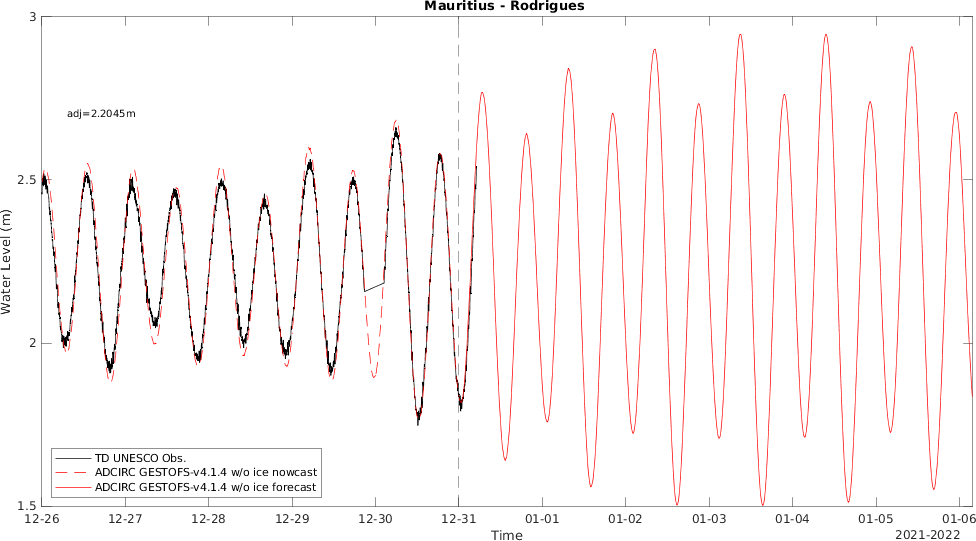 Mauritius - Rodrigues
3
adj=2.2045m
2.5
Water Level (m)
2
TD UNESCO Obs.
ADCIRC GESTOFS-v4.1.4 w/o ice nowcast
ADCIRC GESTOFS-v4.1.4 w/o ice forecast
1.5
12-26 12-27 12-28 12-29 12-30 12-31 01-01 01-02 01-03 01-04 01-05 01-06
Time
2021-2022